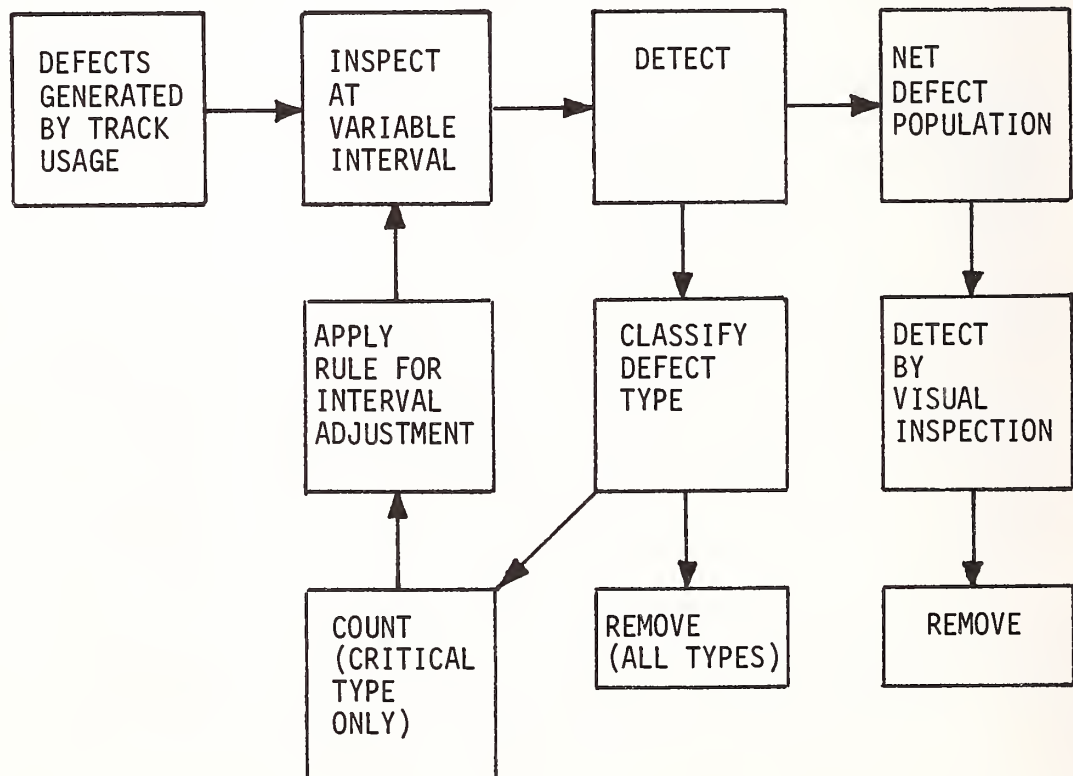 DEFECTS
GENERATED
BY TRACK
USAGE
INSPECT
AT
VARIABLE
INTERVAL
DETECT
NET
DEFECT
POPULATION
APPLY
RULE FOR
INTERVAL
ADJUSTMENT
CLASSIFY
DEFECT
TYPE
DETECT
BY
VISUAL
INSPECTION
COUNT
(CRITICAL
TYPE
ONLY)
REMOVE
(ALL TYPES)
REMOVE